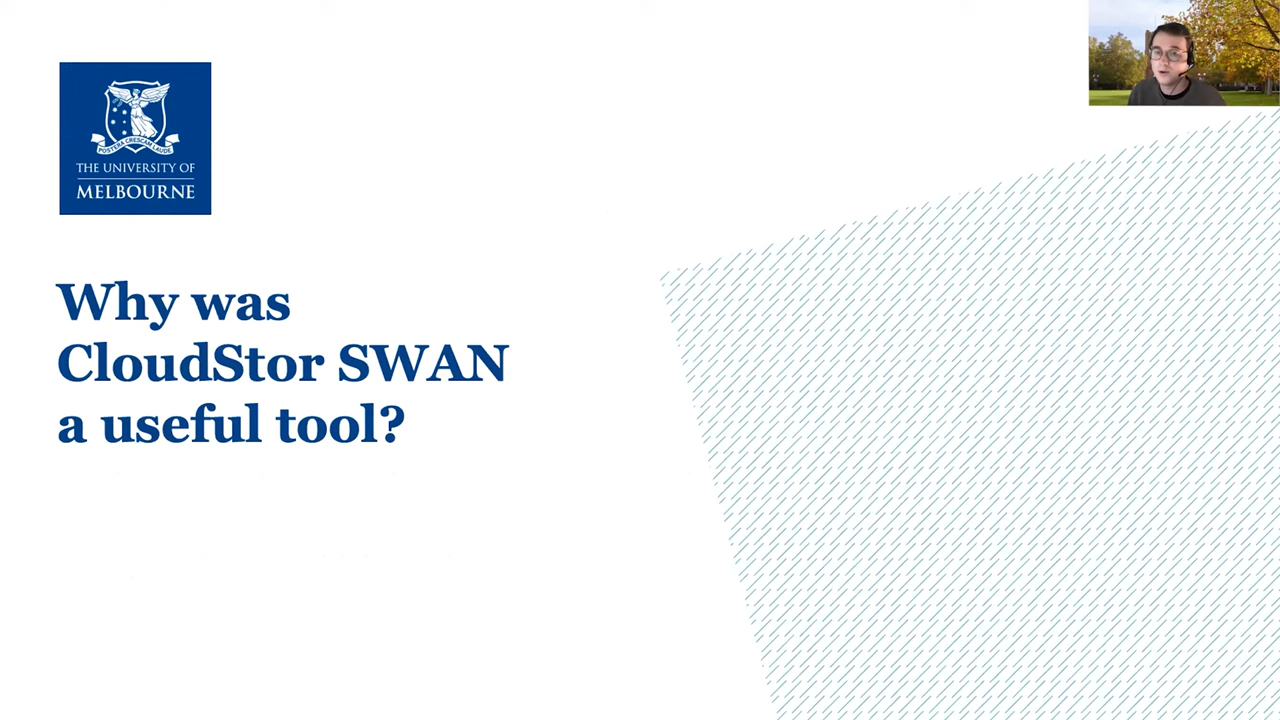 POSTERA CRESCAM LAUDE
THE UNIVERSITY OF
MELBOURNE
Why was
CloudStor SWAN
a useful tool?